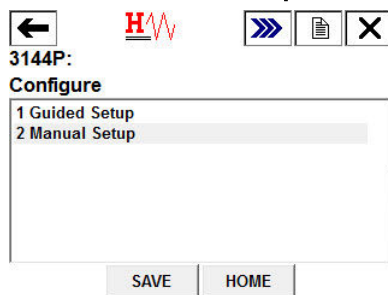 H
3144P:
Configure
1 Guided Setup
2 Manual Setup
SAVE HOME